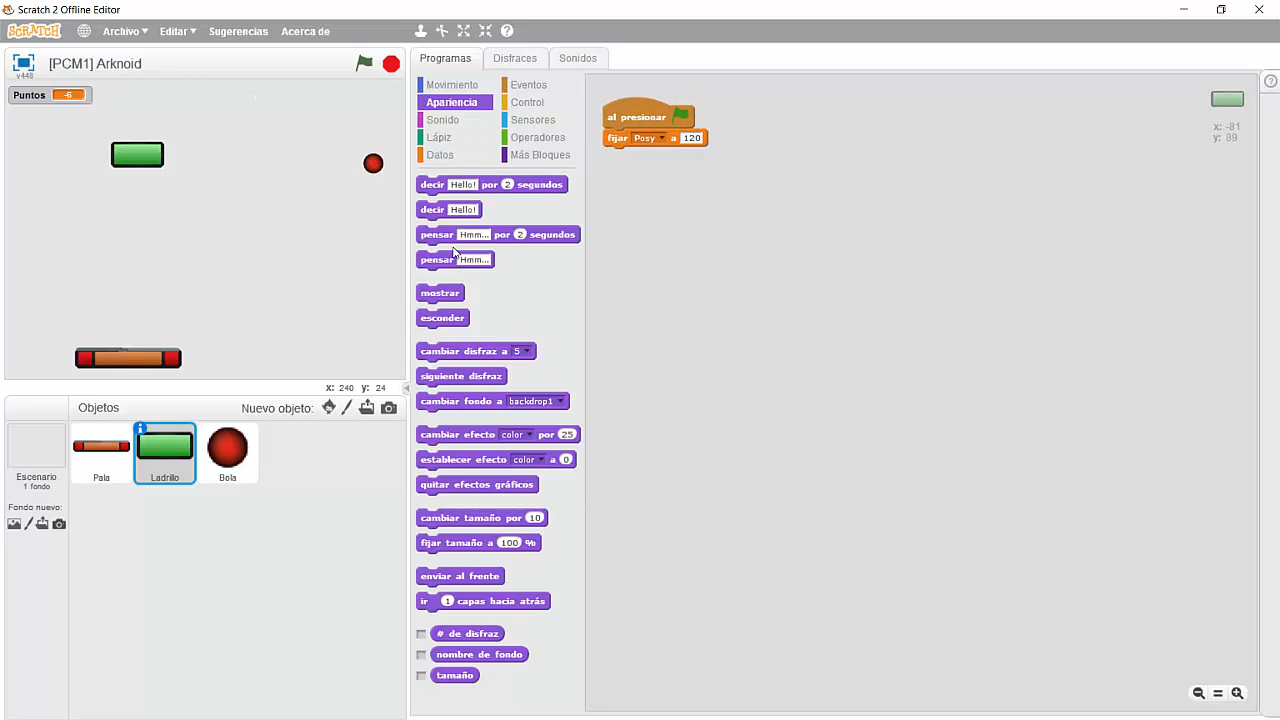 Scratch 2 Offline Editor
SCRATCH Archivo Editar Sugerencias Acerca de
v448
[PCM1] Arknoid
Puntos -6
x: 240 y: 24
Objetos Nuevo objeto:
Escenario
1 fondo
Fondo nuevo:
Pala
Ladrillo
Bola
Programas Disfraces Sonidos
Movimiento Eventos
Apariencia Control
Sonido Sensores
Lápiz Operadores
Datos Más Bloques
decir Hello! por 2 segundos
decir Hello!
pensar Hmm... por 2 segundos
pensar Hmm...
mostrar
esconder
cambiar disfraz a 5
siguiente disfraz
cambiar fondo a backdrop1
cambiar efecto color por 25
establecer efecto color a 0
quitar efectos gráficos
cambiar tamaño por 10
fijar tamaño a 100 %
enviar al frente
ir 1 capas hacia atrás
# de disfraz
nombre de fondo
tamaño
al presionar
fijar Posy a 120
x: -81
y: 89